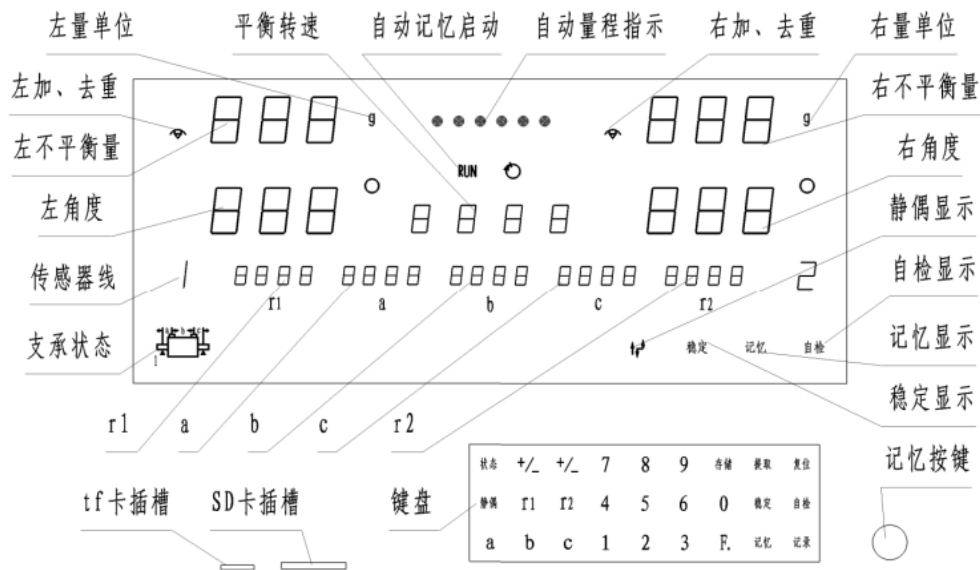 左量单位 平衡转速 自动记忆启动 自动量程指示 右加、去重 右量单位
左加、去重 右不平衡量
g g
左不平衡量
RUN
右角度
左角度 静偶显示
传感器线 1 2 自检显示
r1 a b c r2
支承状态 a b c 稳定 记忆 自检 记忆显示
1
稳定显示
r1 a b c r2
记忆按键
状态 +/- +/- 7 8 9 存储 提取 复位
tf卡插槽 SD卡插槽 键盘 静偶 r1 r2 4 5 6 0 稳定 自检
a b c 1 2 3 F. 记忆 记录